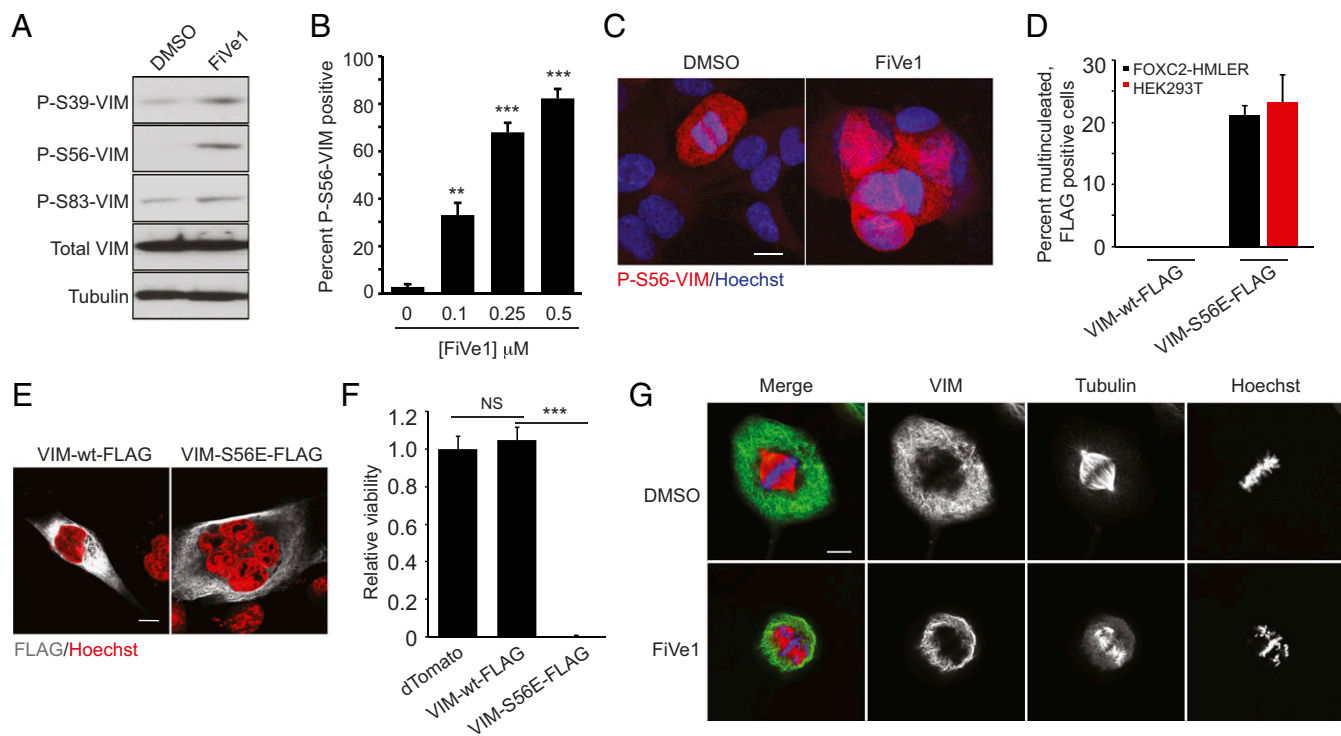 A
DMSO
FiVe1
P-S39-VIM
P-S56-VIM
P-S83-VIM
Total VIM
Tubulin
B
Percent P-S56-VIM positive
100
80
60
40
20
0
***
***
**
0 0.1 0.25 0.5
[FiVe1] μM
C
DMSO FiVe1
P-S56-VIM/Hoechst
D
Percent multinculeated,
FLAG positive cells
30
20
10
0
FOXC2-HMLER
HEK293T
VIM-wt-FLAG
VIM-S56E-FLAG
E
VIM-wt-FLAG VIM-S56E-FLAG
FLAG/Hoechst
F
Relative viability
1.2
1.0
0.8
0.6
0.4
0.2
0
NS
***
dTomato
VIM-wt-FLAG
VIM-S56E-FLAG
G
Merge VIM Tubulin Hoechst
DMSO
FiVe1